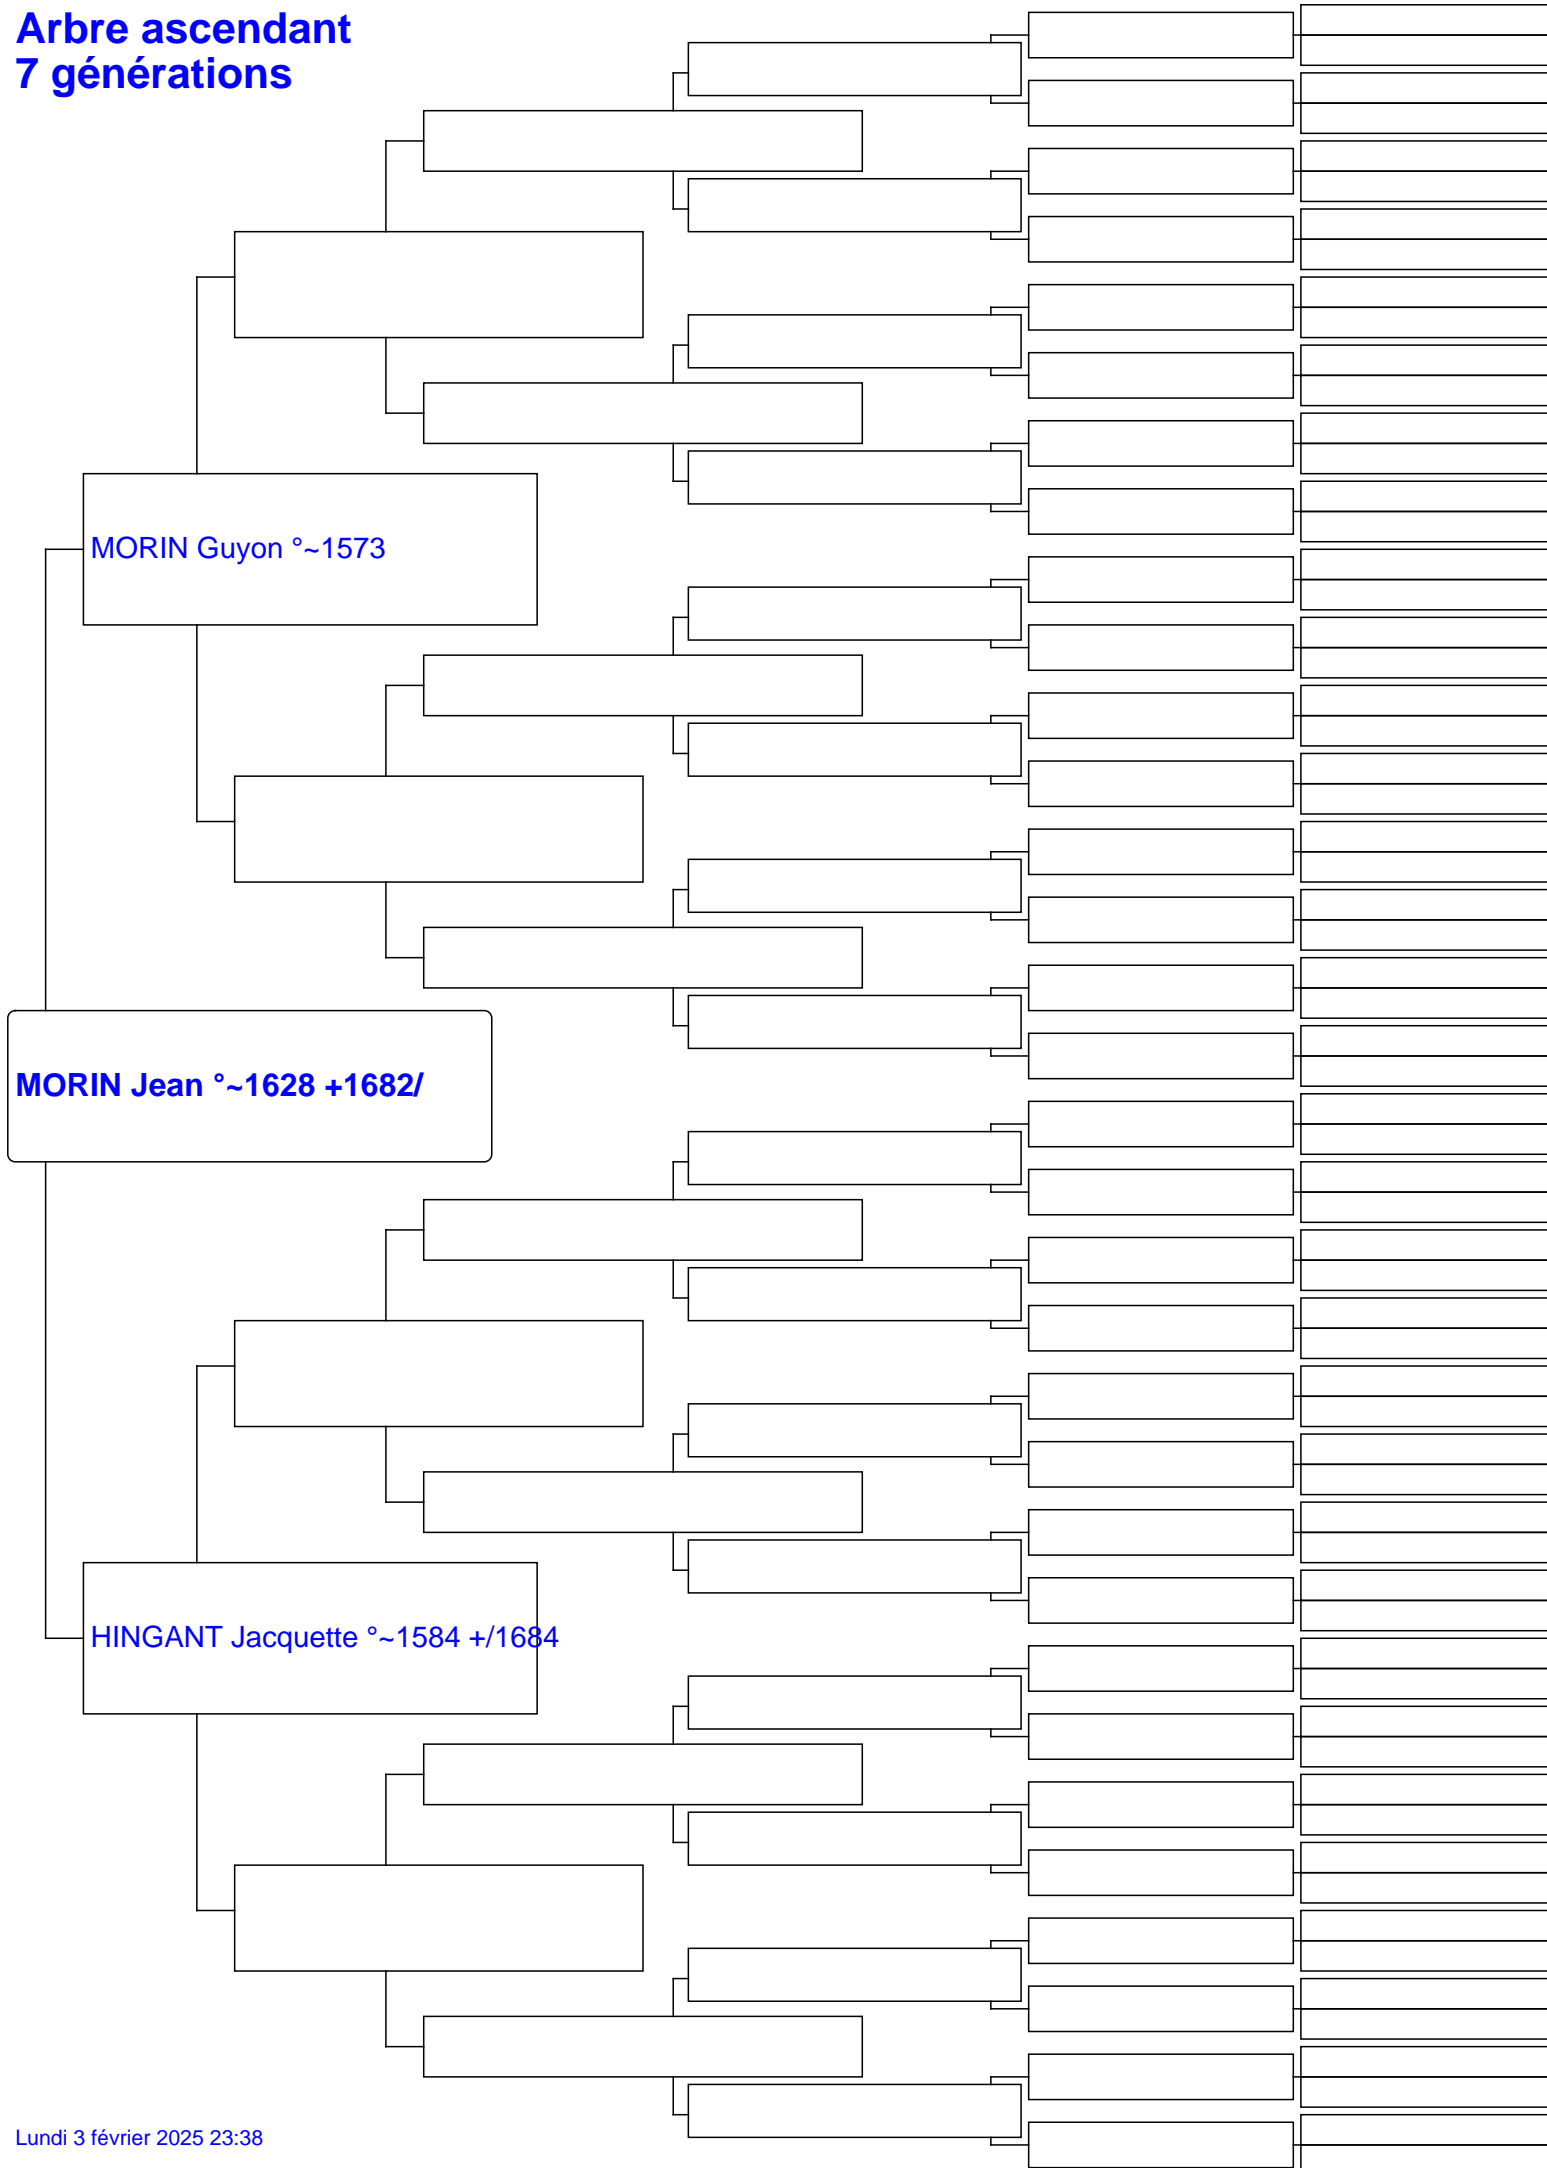 Arbre ascendant
7 générations
MORIN Guyon °~1573
MORIN Jean °~1628 +1682/
HINGANT Jacquette °~1584 +/1684
Lundi 3 février 2025 23:38